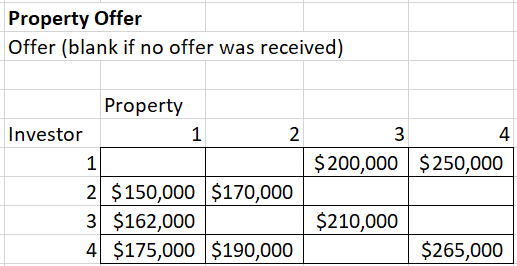 Property Offer
Offer (blank if no offer was received)
Property
Investor 1 2 3 4
1 $200,000 $250,000
2 $150,000 $170,000
3 $162,000 $210,000
4 $175,000 $190,000 $265,000